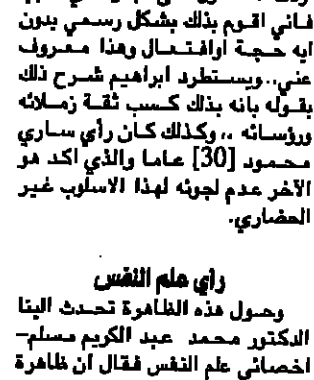 فاني اقوم بذلك بشكل رسمي بدون
ايه حجة اوافتعال وهذا معروف
عني.. ويستطرد ابراهيم شرح ذلك
بقوله بانه بذلك كسب ثقة زملائه
ورؤسائه ،، وكذلك كان رأي ساري
محمود [30] عاما والذي اكد هو
الآخر عدم لجوئه لهذا الاسلوب غير
الحضاري.
رأي علم النفس
وحول هذه الظاهرة تحدث الينا
الدكتور محمد عبد الكريم مسلم–
اخصائي علم النفس فقال ان ظاهرة